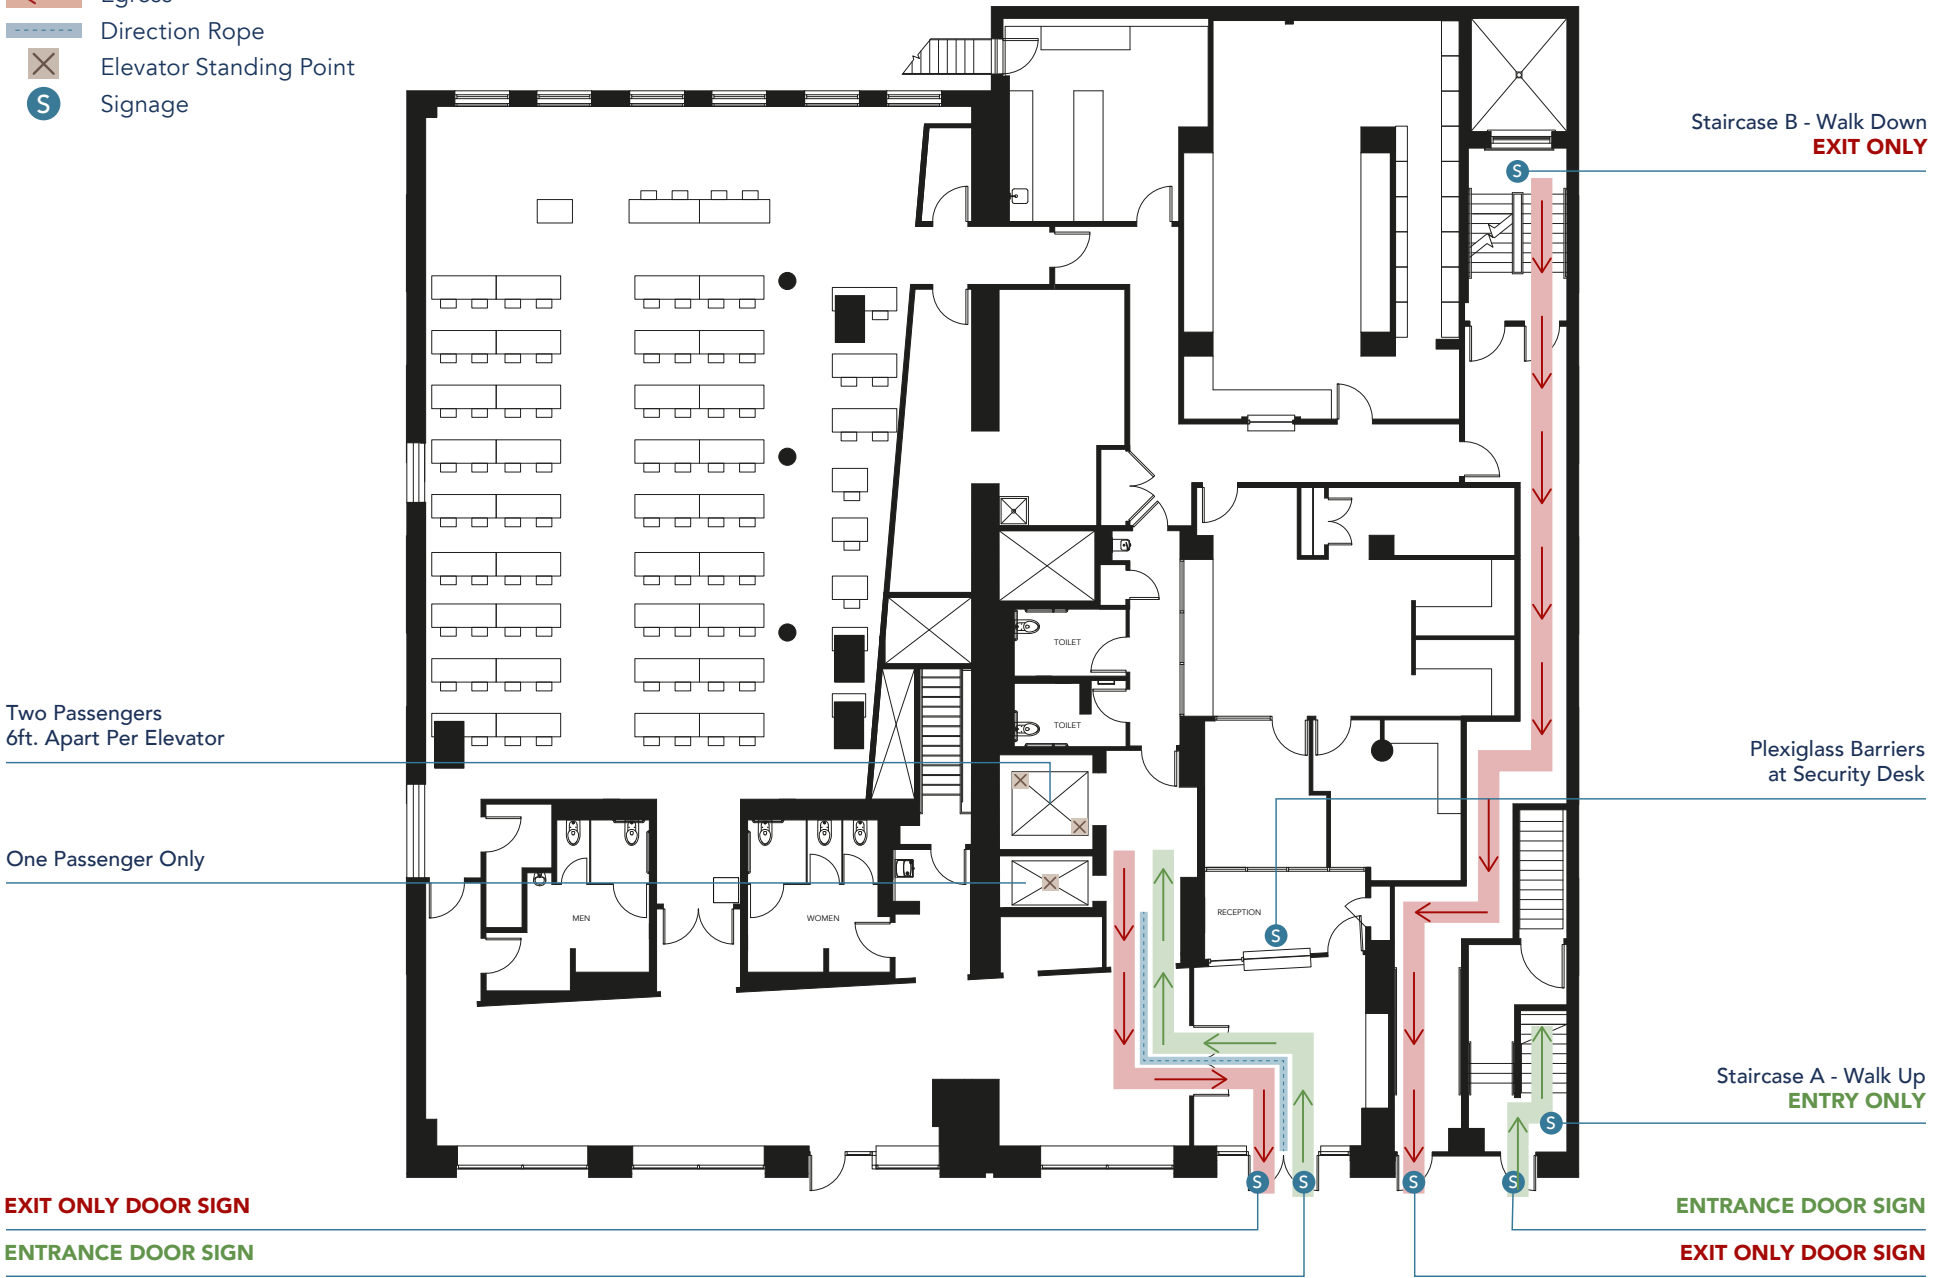 Egress
Direction Rope
Elevator Standing Point
S Signage
Staircase B - Walk Down
EXIT ONLY
S
TOILET
TOILET
Two Passengers
6ft. Apart Per Elevator
Plexiglass Barriers
at Security Desk
One Passenger Only
MEN
WOMEN
RECEPTION
S
Staircase A - Walk Up
ENTRY ONLY
S
S
S
S
S
EXIT ONLY DOOR SIGN
ENTRANCE DOOR SIGN
ENTRANCE DOOR SIGN
EXIT ONLY DOOR SIGN